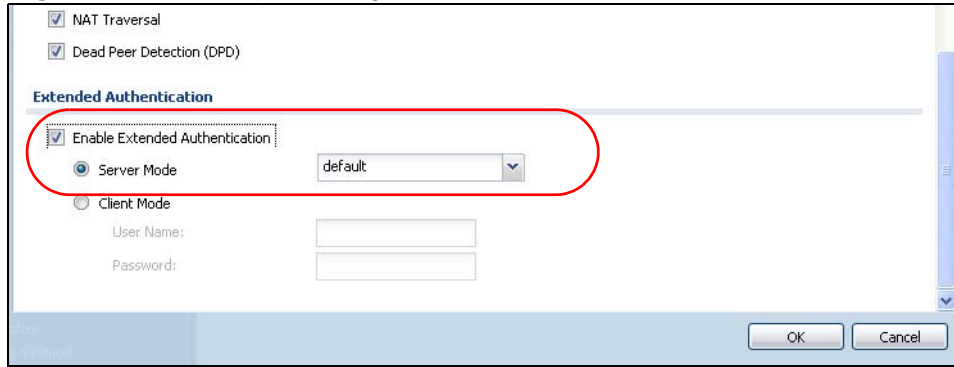 NAT Traversal
Dead Peer Detection (DPD)
Extended Authentication
Enable Extended Authentication
Server Mode default
Client Mode
User Name:
Password:
OK Cancel